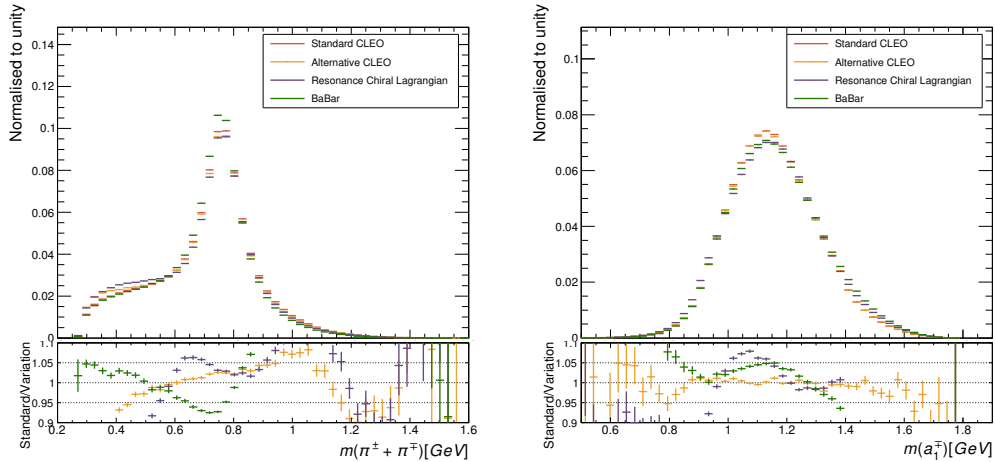 Normalised to unity
0.14
0.12
0.1
0.08
0.06
0.04
0.02
0
Standard CLEO
Alternative CLEO
Resonance Chiral Lagrangian
BaBar
Standard/Variation
1.05
1
0.95
0.9
0.2 0.4 0.6 0.8 1 1.2 1.4 1.6
m(π± + π∓)[GeV]
Normalised to unity
0.1
0.08
0.06
0.04
0.02
0
Standard CLEO
Alternative CLEO
Resonance Chiral Lagrangian
BaBar
Standard/Variation
1.05
1
0.95
0.9
0.6 0.8 1 1.2 1.4 1.6 1.8
m(a₁∓)[GeV]